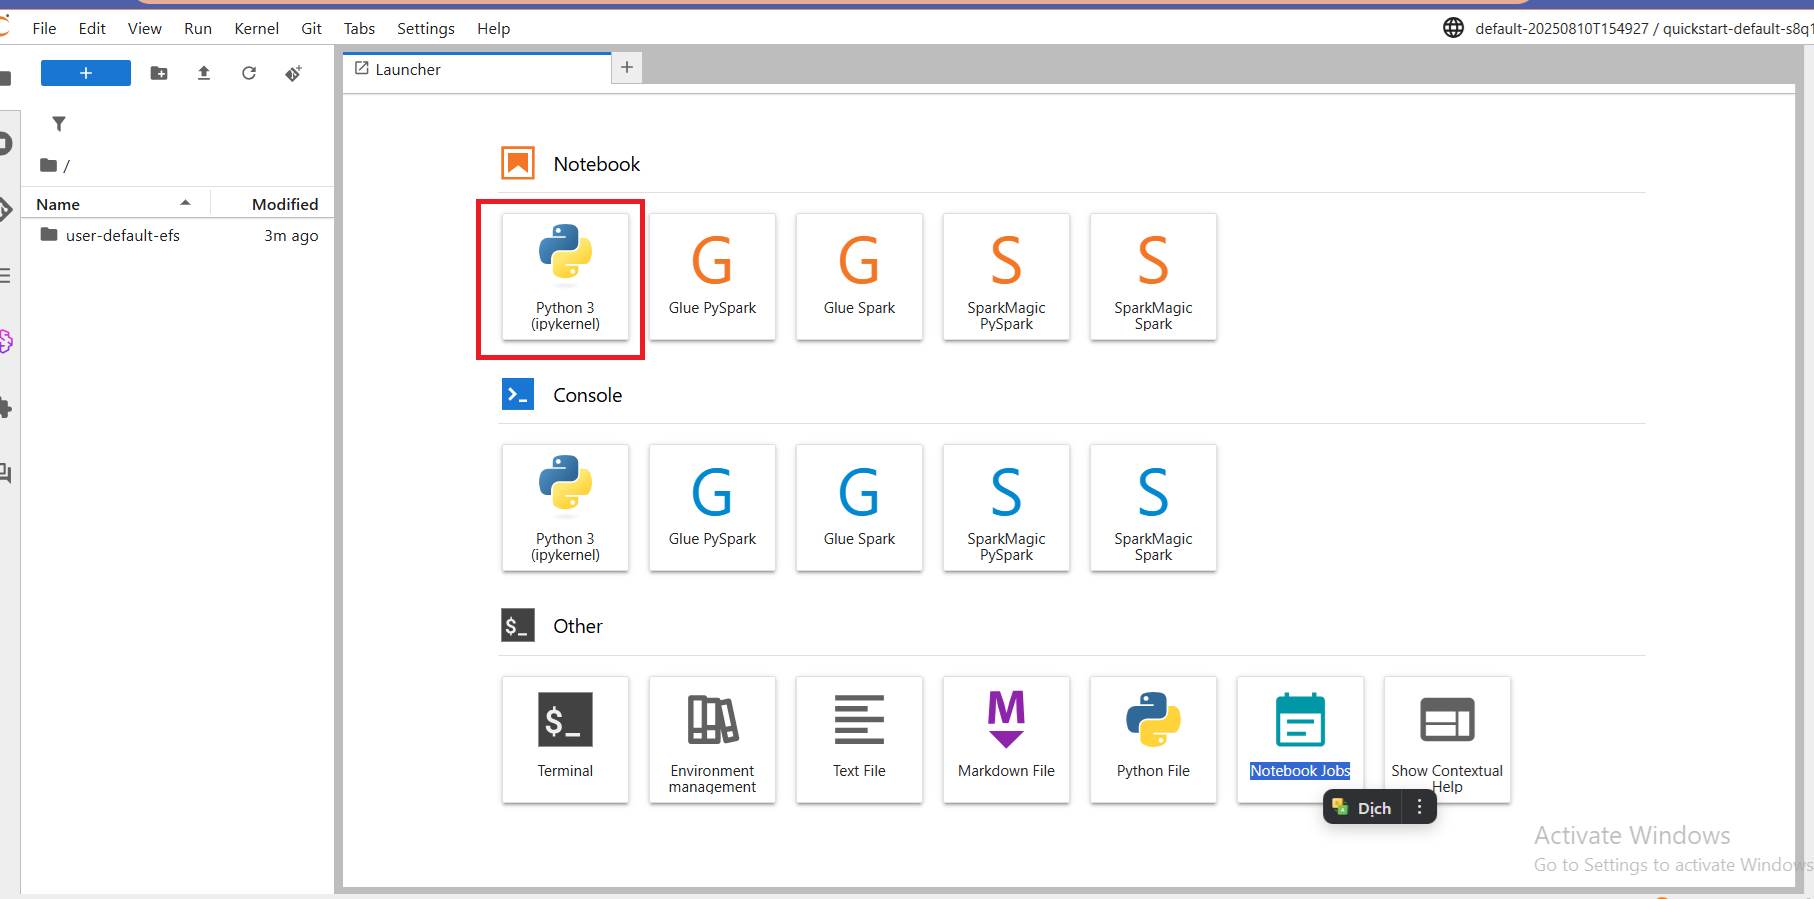 File Edit View Run Kernel Git Tabs Settings Help
default-20250810T154927 / quickstart-default-s8q1
+
Launcher
+
/
Name
Modified
user-default-efs
3m ago
Notebook
Python 3
(ipykernel)
G
Glue PySpark
G
Glue Spark
S
SparkMagic
PySpark
S
SparkMagic
Spark
>_
Console
Python 3
(ipykernel)
G
Glue PySpark
G
Glue Spark
S
SparkMagic
PySpark
S
SparkMagic
Spark
$_
Other
$_
Terminal
Environment
management
Text File
M
Markdown File
Python File
Notebook Jobs
Show Contextual
Help
Dịch
Activate Windows
Go to Settings to activate Windows